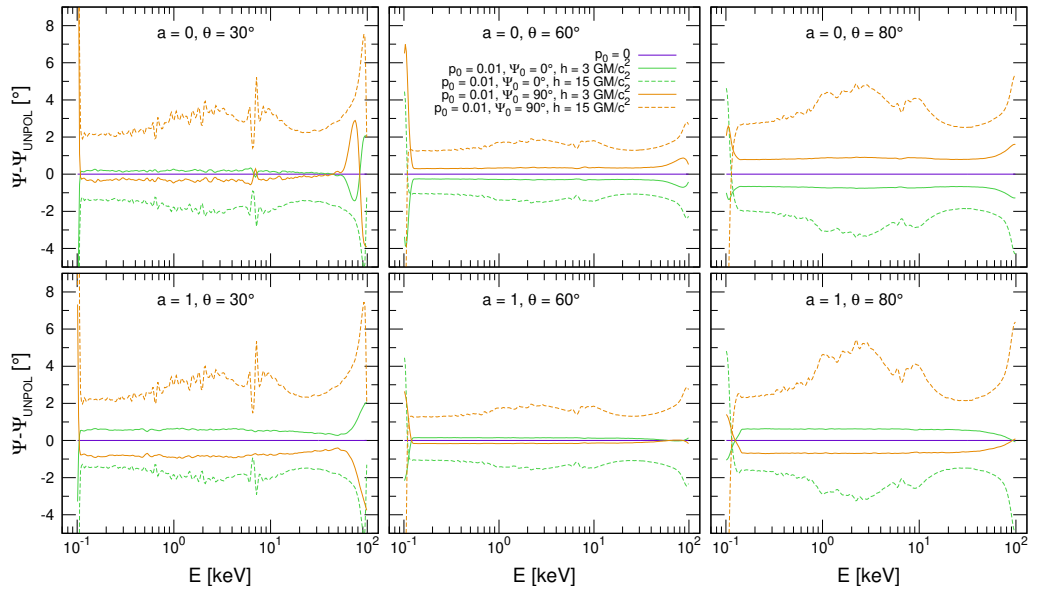 a = 0, θ = 30°
a = 0, θ = 60°
a = 0, θ = 80°
p₀ = 0
p₀ = 0.01, Ψ₀ = 0°, h = 3 GM/c²
p₀ = 0.01, Ψ₀ = 0°, h = 15 GM/c²
p₀ = 0.01, Ψ₀ = 90°, h = 3 GM/c²
p₀ = 0.01, Ψ₀ = 90°, h = 15 GM/c²
Ψ-Ψ_UNPOL [°]
8
6
4
2
0
-2
-4
a = 1, θ = 30°
a = 1, θ = 60°
a = 1, θ = 80°
Ψ-Ψ_UNPOL [°]
8
6
4
2
0
-2
-4
10⁻¹ 10⁰ 10¹ 10² 10⁻¹ 10⁰ 10¹ 10² 10⁻¹ 10⁰ 10¹ 10²
E [keV] E [keV] E [keV]